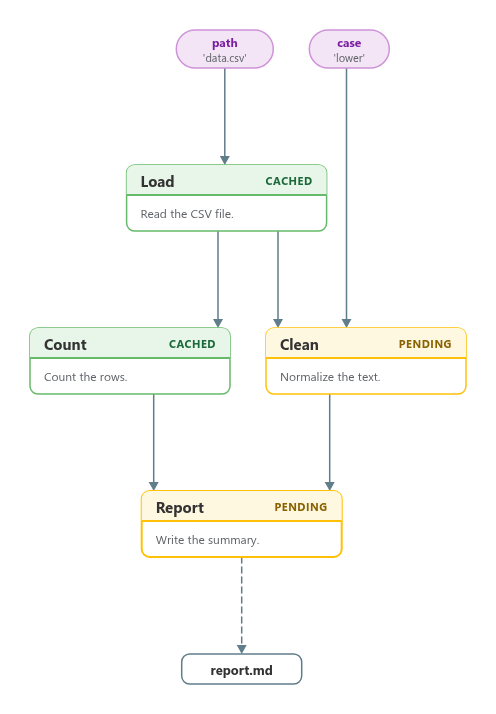 path
'data.csv'
case
'lower'
Load
CACHED
Read the CSV file.
Count
CACHED
Count the rows.
Clean
PENDING
Normalize the text.
Report
PENDING
Write the summary.
report.md